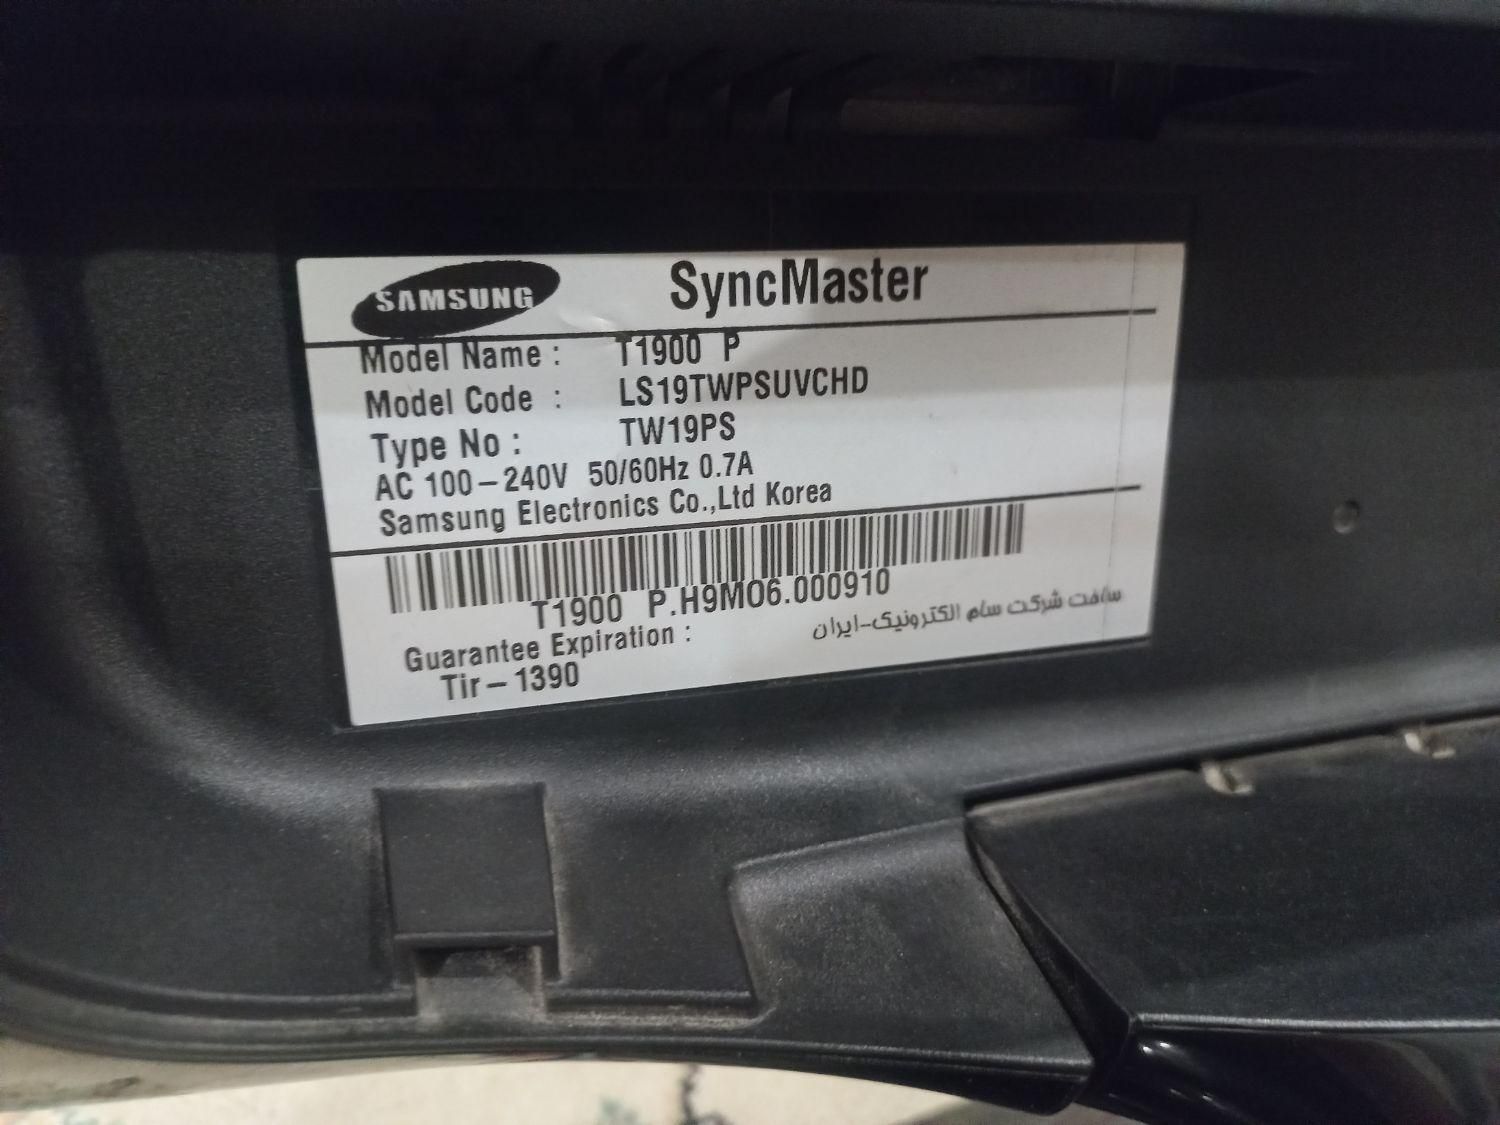 SAMSUNG SyncMaster
Model Name : T1900 P
Model Code : LS19TWPSUVCHD
Type No : TW19PS
AC 100-240V 50/60Hz 0.7A
Samsung Electronics Co.,Ltd Korea
T1900 P.H9MO6.000910
Guarantee Expiration :
ساخت شرکت سام الکترونیک-ایران
Tir-1390